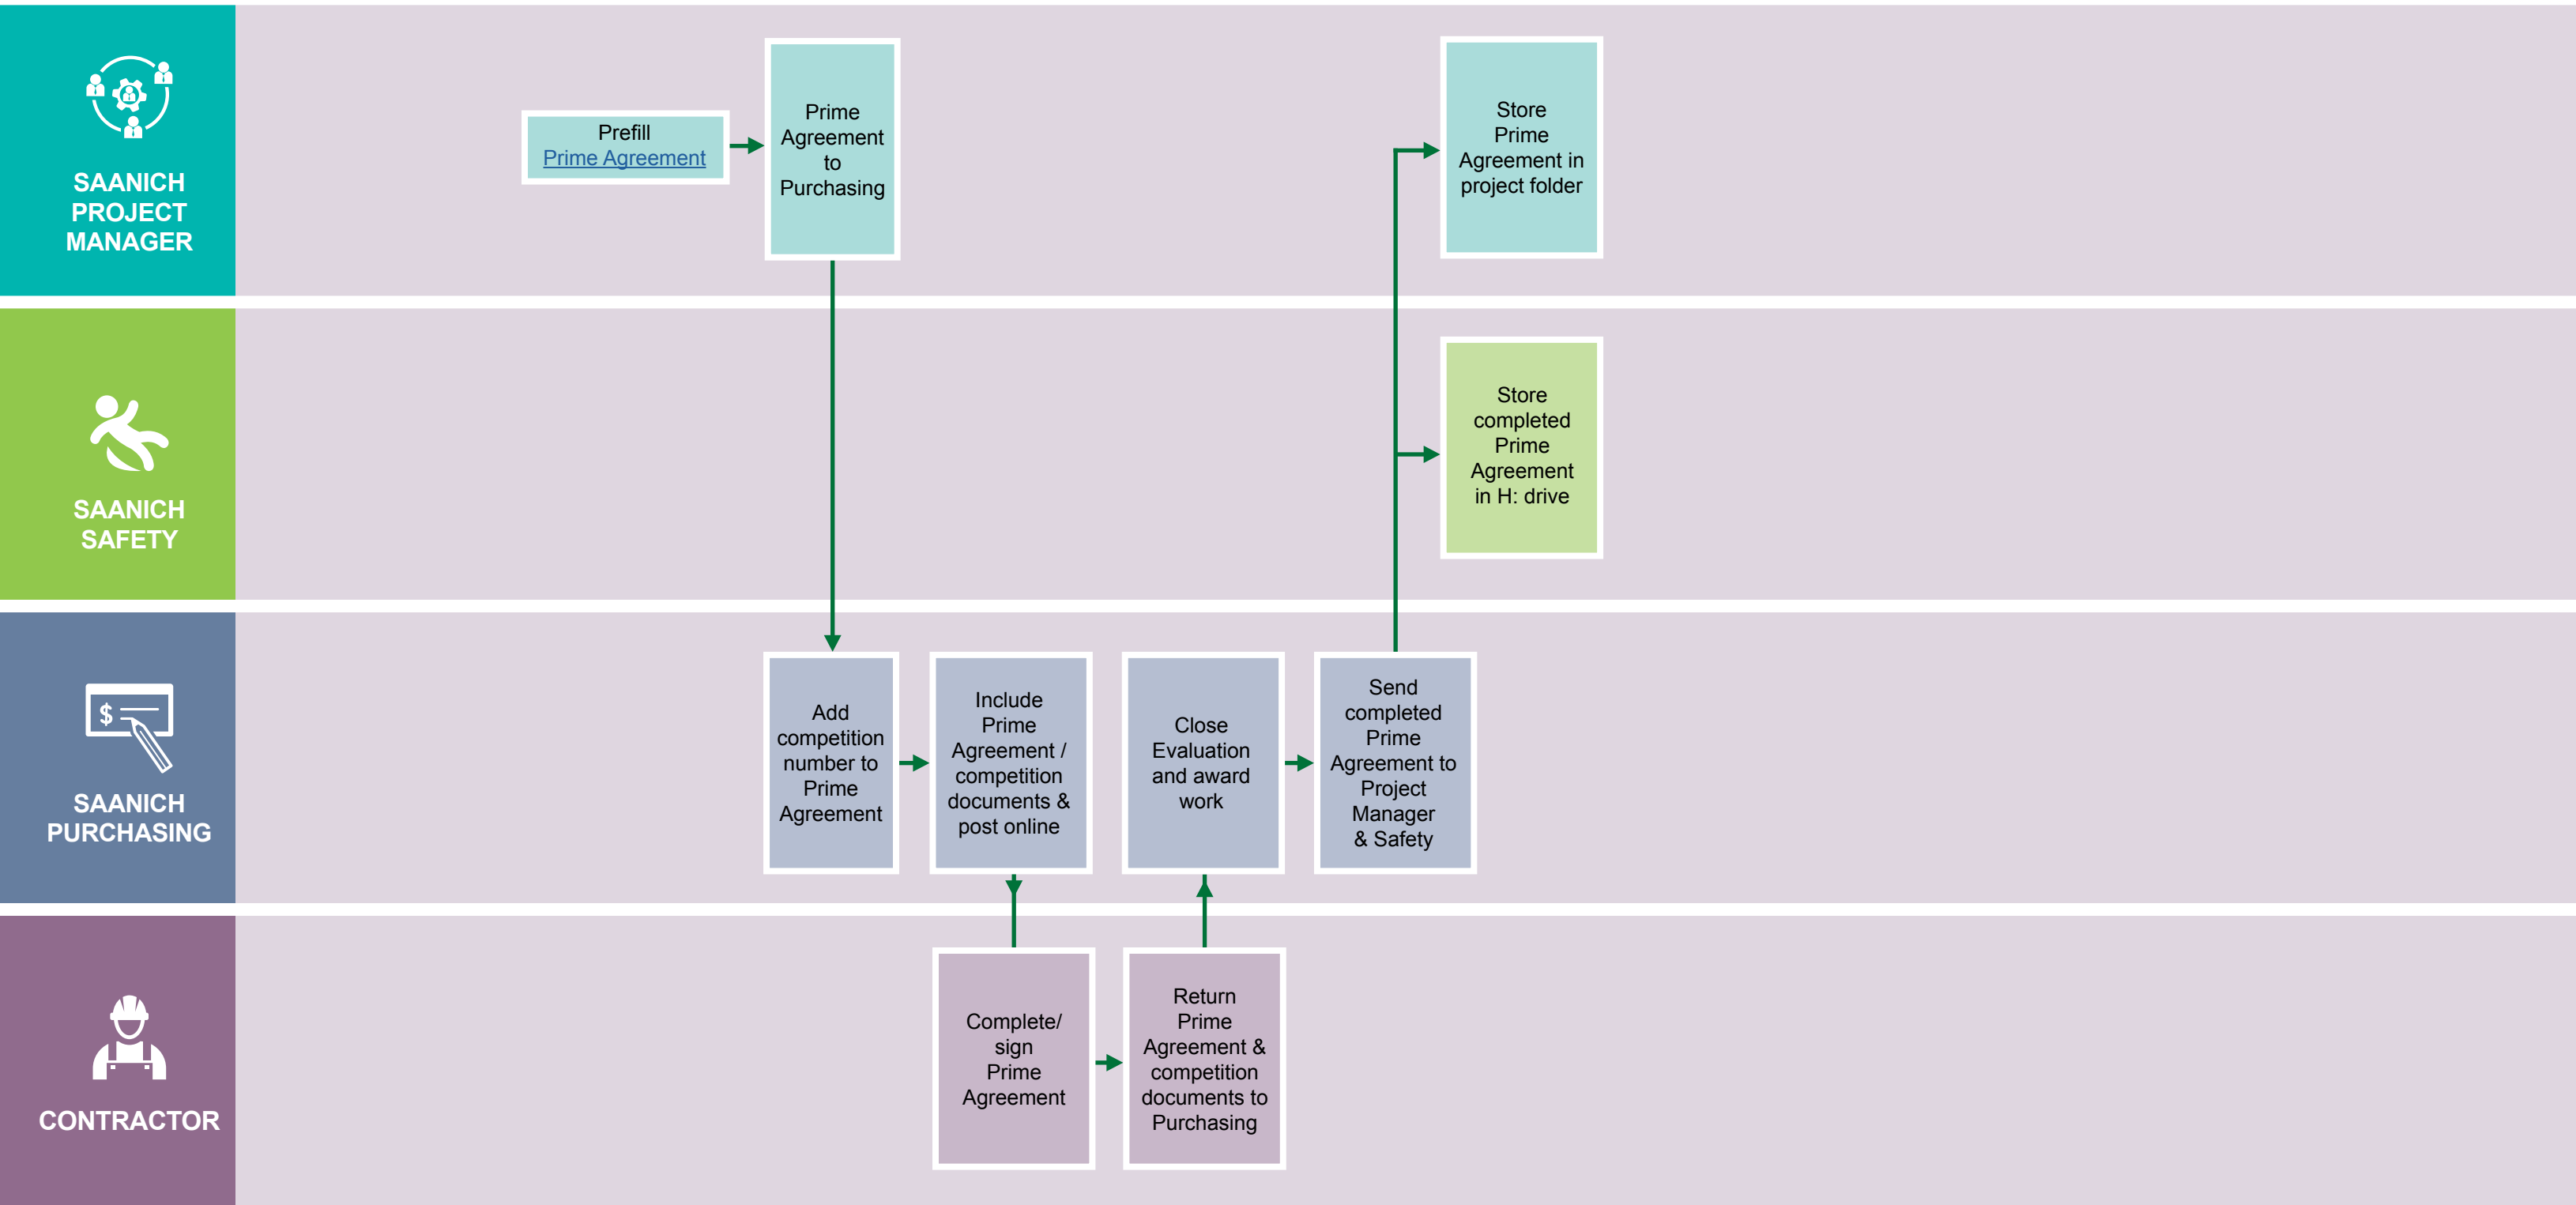 SAANICH
PROJECT
MANAGER
Prefill
Prime Agreement
Prime
Agreement
to
Purchasing
Store
Prime
Agreement in
project folder
SAANICH
SAFETY
Store
completed
Prime
Agreement
in H: drive
SAANICH
PURCHASING
$
Add
competition
number to
Prime
Agreement
Include
Prime
Agreement /
competition
documents &
post online
Close
Evaluation
and award
work
Send
completed
Prime
Agreement to
Project
Manager
& Safety
CONTRACTOR
Complete/
sign
Prime
Agreement
Return
Prime
Agreement &
competition
documents to
Purchasing